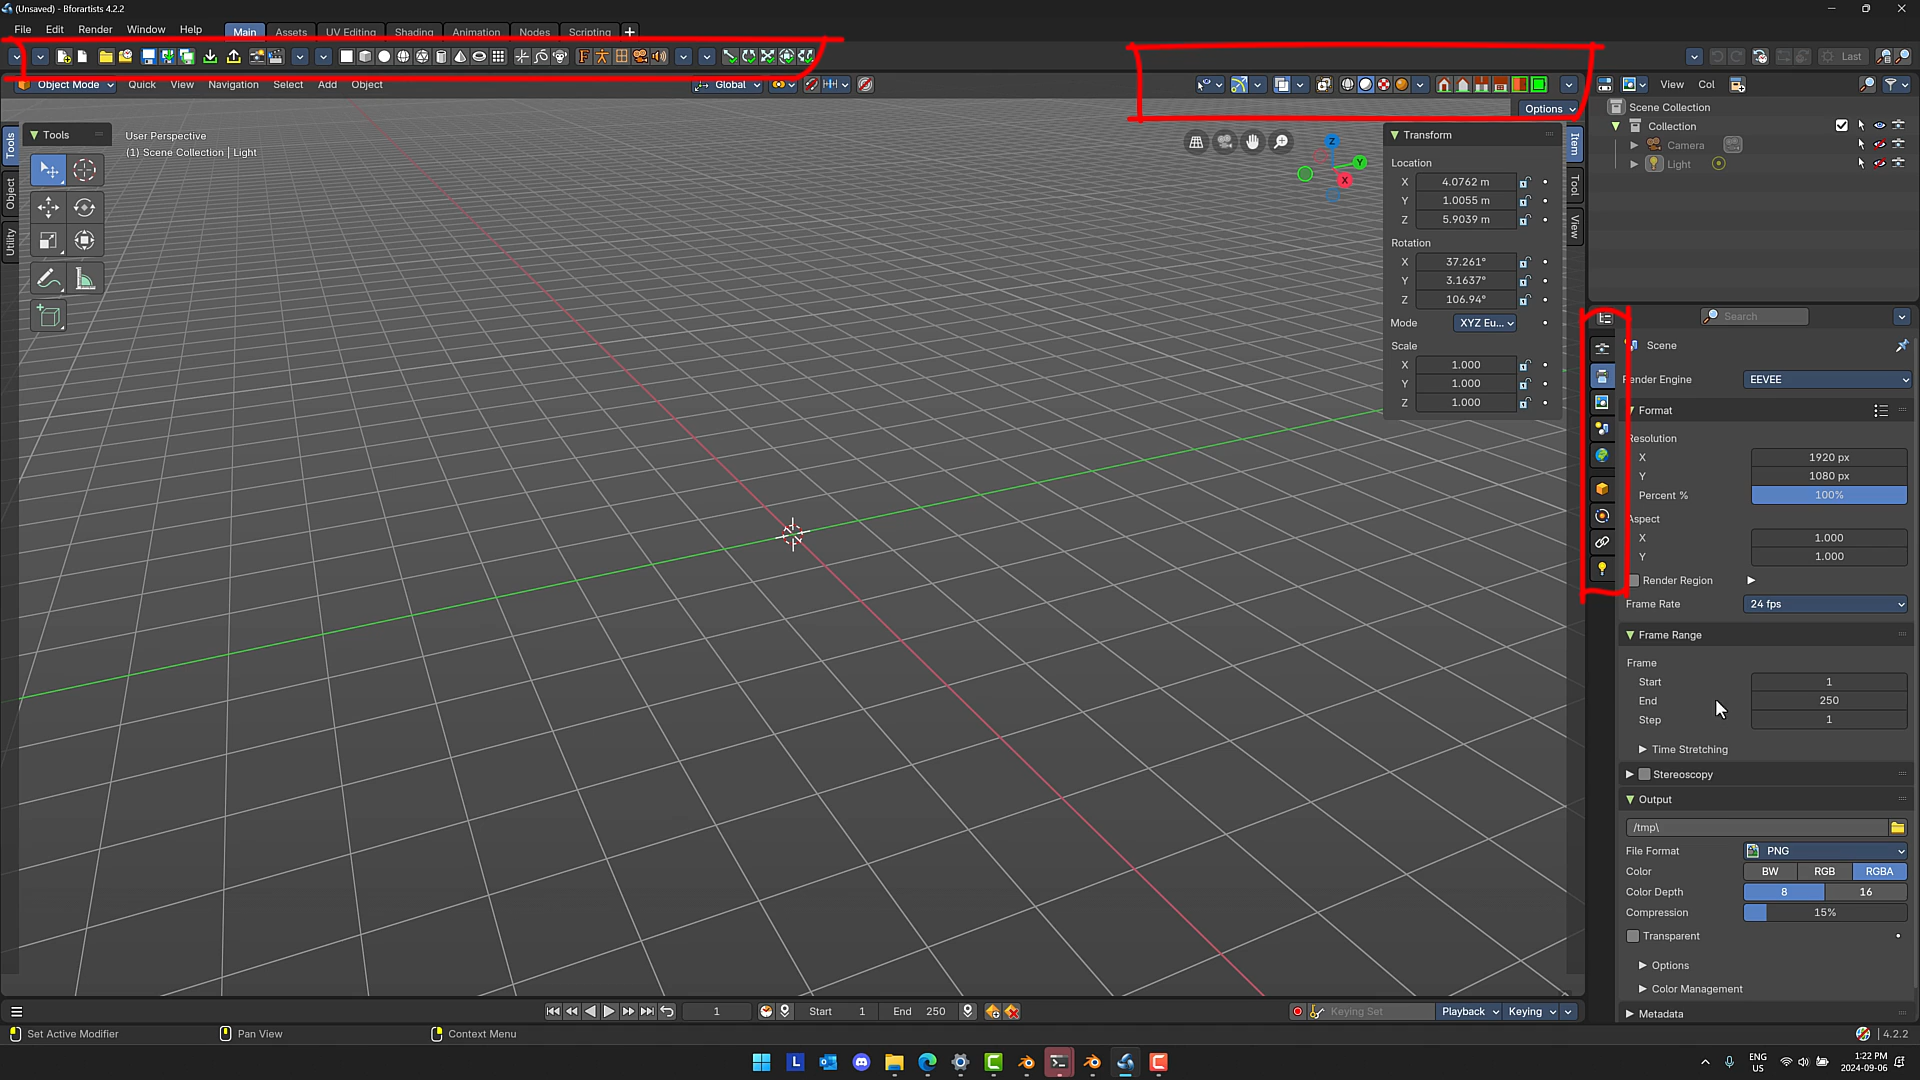 (Unsaved) - Bforartists 4.2.2
File Edit Render Window Help Main Assets UV Editing Shading Animation Nodes Scripting +
Last
Object Mode Quick View Navigation Select Add Object Global View Col
Options
Tools
Tools
Object
Utility
User Perspective
(1) Scene Collection | Light
Z
Y
X
Item
Tool
View
Transform
Location
X 4.0762 m
Y 1.0055 m
Z 5.9039 m
Rotation
X 37.261°
Y 3.1637°
Z 106.94°
Mode XYZ Eu...
Scale
X 1.000
Y 1.000
Z 1.000
Scene Collection
Collection
Camera
Light
Search
Scene
Render Engine EEVEE
Format
Resolution
X 1920 px
Y 1080 px
Percent % 100%
Aspect
X 1.000
Y 1.000
Render Region
Frame Rate 24 fps
Frame Range
Frame
Start 1
End 250
Step 1
Time Stretching
Stereoscopy
Output
/tmp\
File Format PNG
Color BW RGB RGBA
Color Depth 8 16
Compression 15%
Transparent
Options
Color Management
Metadata
1 Start 1 End 250 Keying Set Playback Keying
Set Active Modifier Pan View Context Menu 4.2.2
L
ENG
US
1:22 PM
2024-09-06